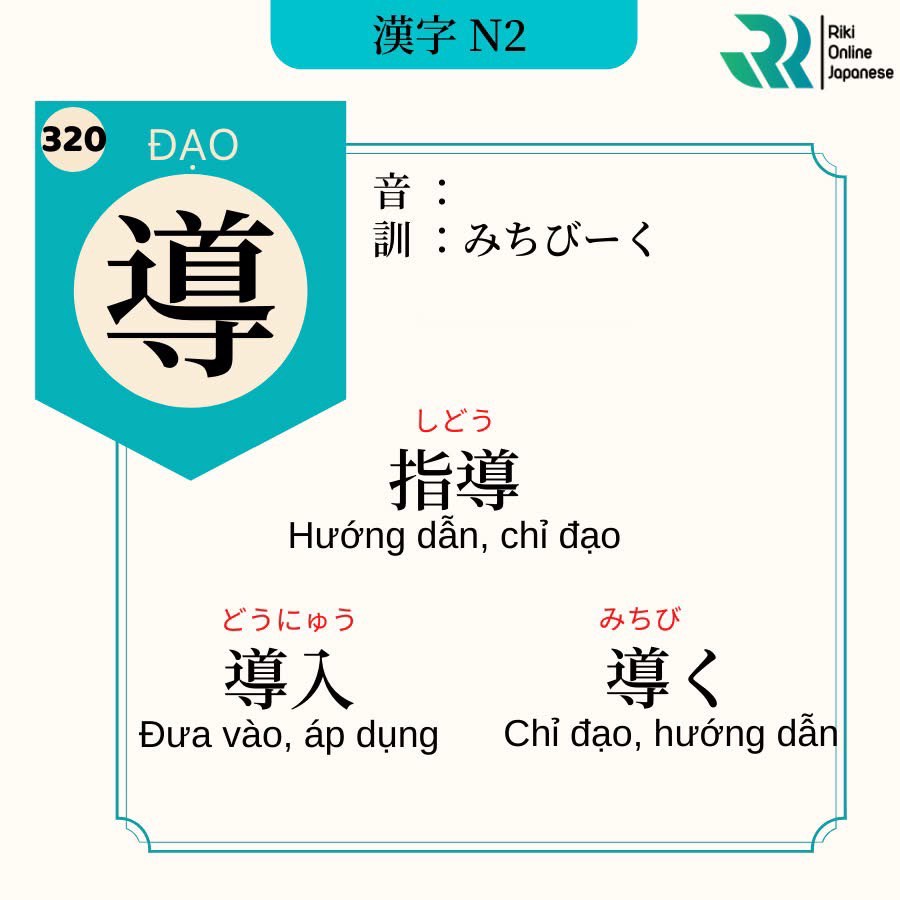 漢字 N2
Riki
Online
Japanese
320
ĐẠO
導
音 ：
訓 ：みちびーく
しどう
指導
Hướng dẫn, chỉ đạo
どうにゅう
導入
Đưa vào, áp dụng
みちび
導く
Chỉ đạo, hướng dẫn